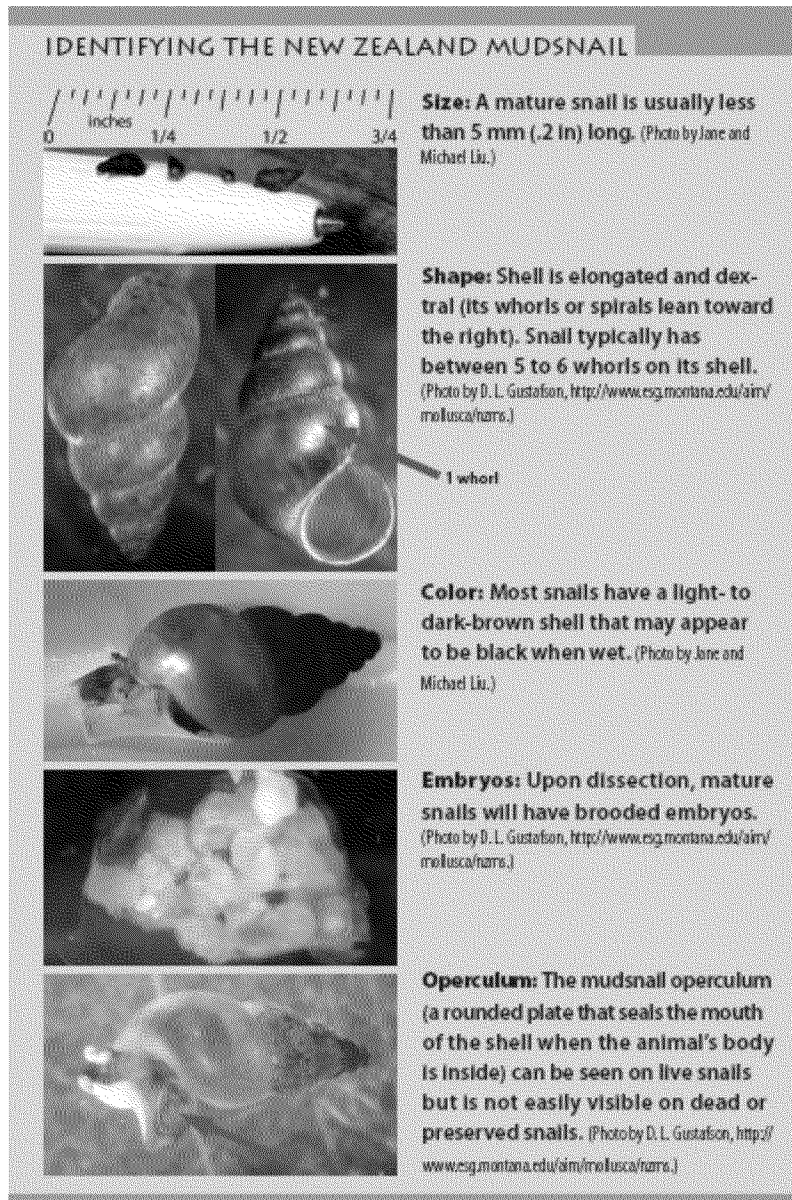 IDENTIFYING THE NEW ZEALAND MUDSNAIL
inches
0 1/4 1/2 3/4
Size: A mature snail is usually less
than 5 mm (.2 in) long. (Photo by Jane and
Michael Liu.)
Shape: Shell is elongated and dex-
tral (its whorls or spirals lean toward
the right). Snail typically has
between 5 to 6 whorls on its shell.
(Photo by D. L. Gustafson, http://www.esg.montana.edu/aim/
mollusca/nzms.)
1 whorl
Color: Most snails have a light- to
dark-brown shell that may appear
to be black when wet. (Photo by Jane and
Michael Liu.)
Embryos: Upon dissection, mature
snails will have brooded embryos.
(Photo by D. L. Gustafson, http://www.esg.montana.edu/aim/
mollusca/nzms.)
Operculum: The mudsnail operculum
(a rounded plate that seals the mouth
of the shell when the animal's body
is inside) can be seen on live snails
but is not easily visible on dead or
preserved snails. (Photo by D. L. Gustafson, http://
www.esg.montana.edu/aim/mollusca/nzms.)